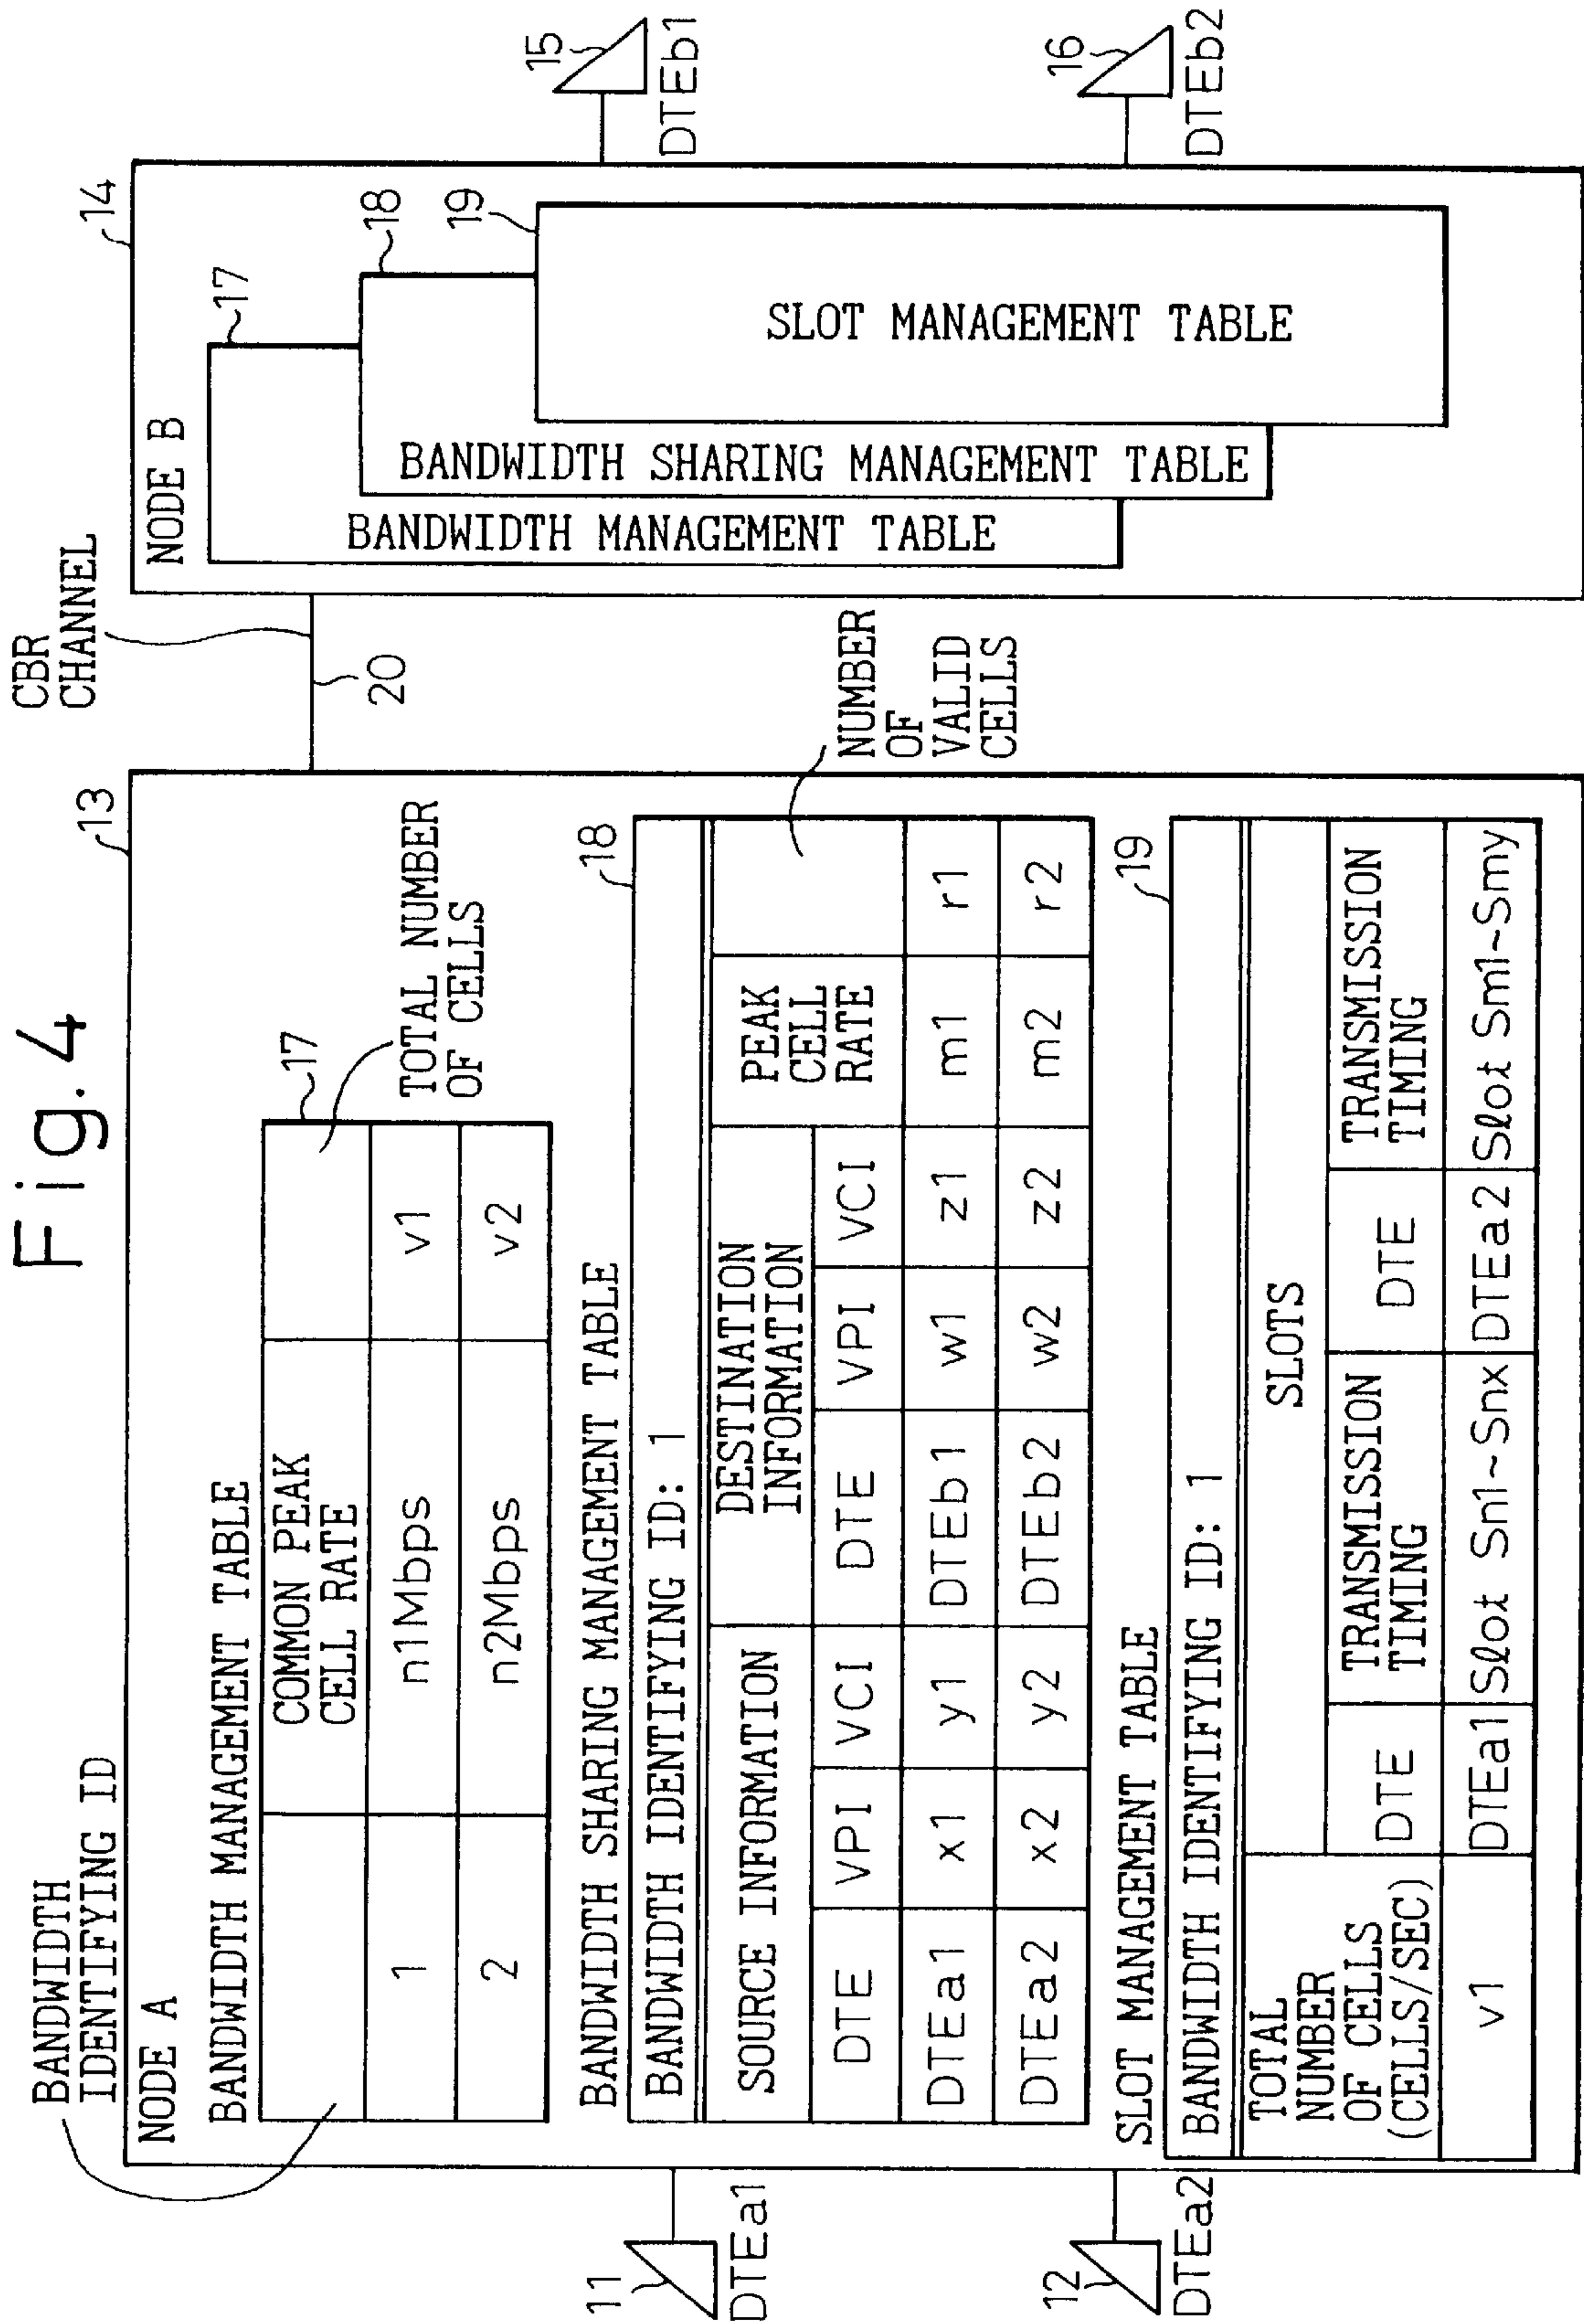 Fig.4
BANDWIDTH
IDENTIFYING ID
13
NODE A
BANDWIDTH MANAGEMENT TABLE
17
COMMON PEAK
CELL RATE
1 n1Mbps v1
2 n2Mbps v2
TOTAL NUMBER
OF CELLS
BANDWIDTH SHARING MANAGEMENT TABLE
18
BANDWIDTH IDENTIFYING ID: 1
SOURCE INFORMATION
DESTINATION
INFORMATION
PEAK
CELL
RATE
DTE VPI VCI DTE VPI VCI
DTEa1 x1 y1 DTEb1 w1 z1 m1 r1
DTEa2 x2 y2 DTEb2 w2 z2 m2 r2
NUMBER
OF
VALID
CELLS
SLOT MANAGEMENT TABLE
19
BANDWIDTH IDENTIFYING ID: 1
TOTAL
NUMBER
OF CELLS
(CELLS/SEC)
SLOTS
DTE
TRANSMISSION
TIMING
DTE
TRANSMISSION
TIMING
v1 DTEa1 Slot Sn1~Snx DTEa2 Slot Sm1~Smy
11
DTEa1
12
DTEa2
CBR
CHANNEL
20
14
NODE B
17
BANDWIDTH MANAGEMENT TABLE
18
BANDWIDTH SHARING MANAGEMENT TABLE
19
SLOT MANAGEMENT TABLE
15
DTEb1
16
DTEb2